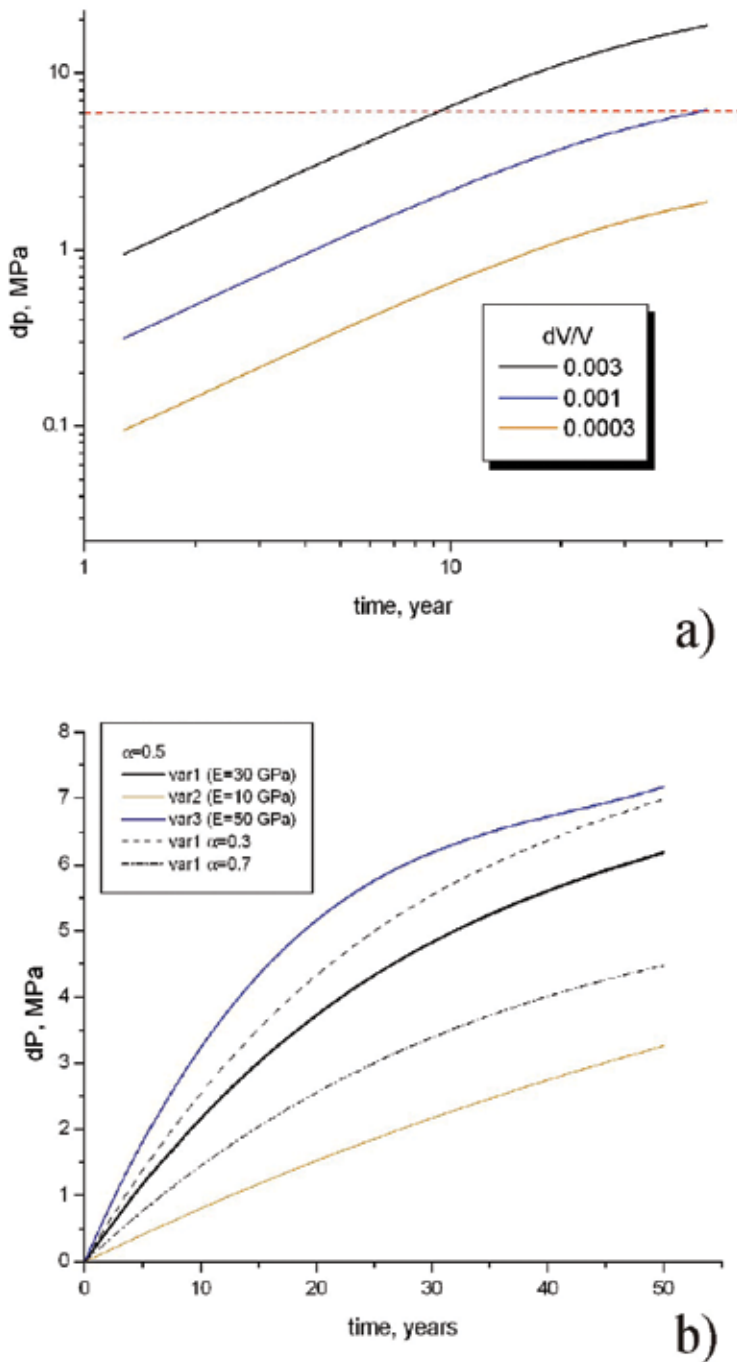 10
1
0.1
dp, MPa
dV/V
0.003
0.001
0.0003
1
10
time, year
a)
8
7
6
5
4
3
2
1
0
dP, MPa
α=0.5
var1 (E=30 GPa)
var2 (E=10 GPa)
var3 (E=50 GPa)
var1 α=0.3
var1 α=0.7
0
10
20
30
40
50
time, years
b)